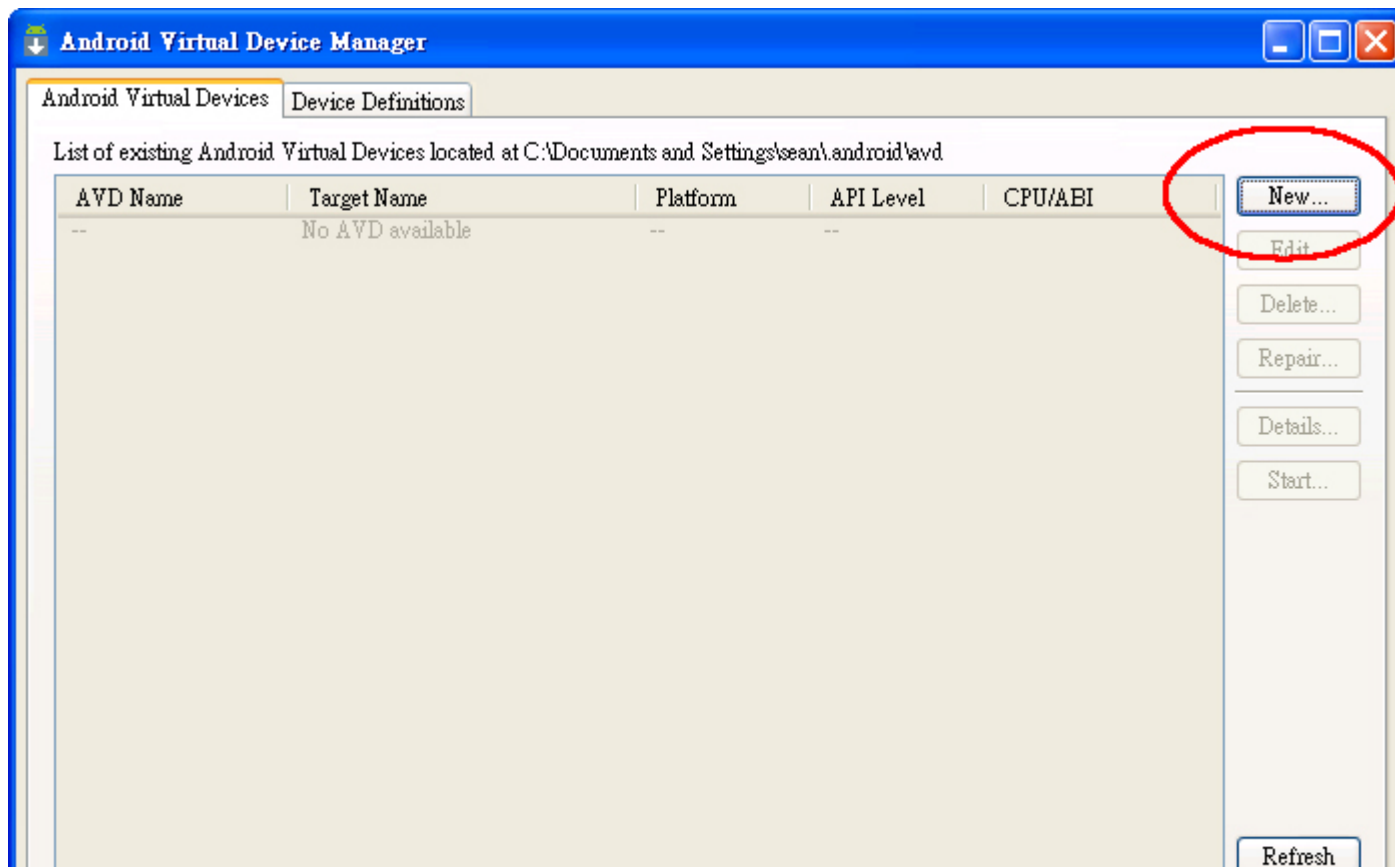 Android Virtual Device Manager
Android Virtual Devices Device Definitions
List of existing Android Virtual Devices located at C:\Documents and Settings\sean\.android\avd
AVD Name Target Name Platform API Level CPU/ABI
-- No AVD available -- --
New...
Edit...
Delete...
Repair...
Details...
Start...
Refresh